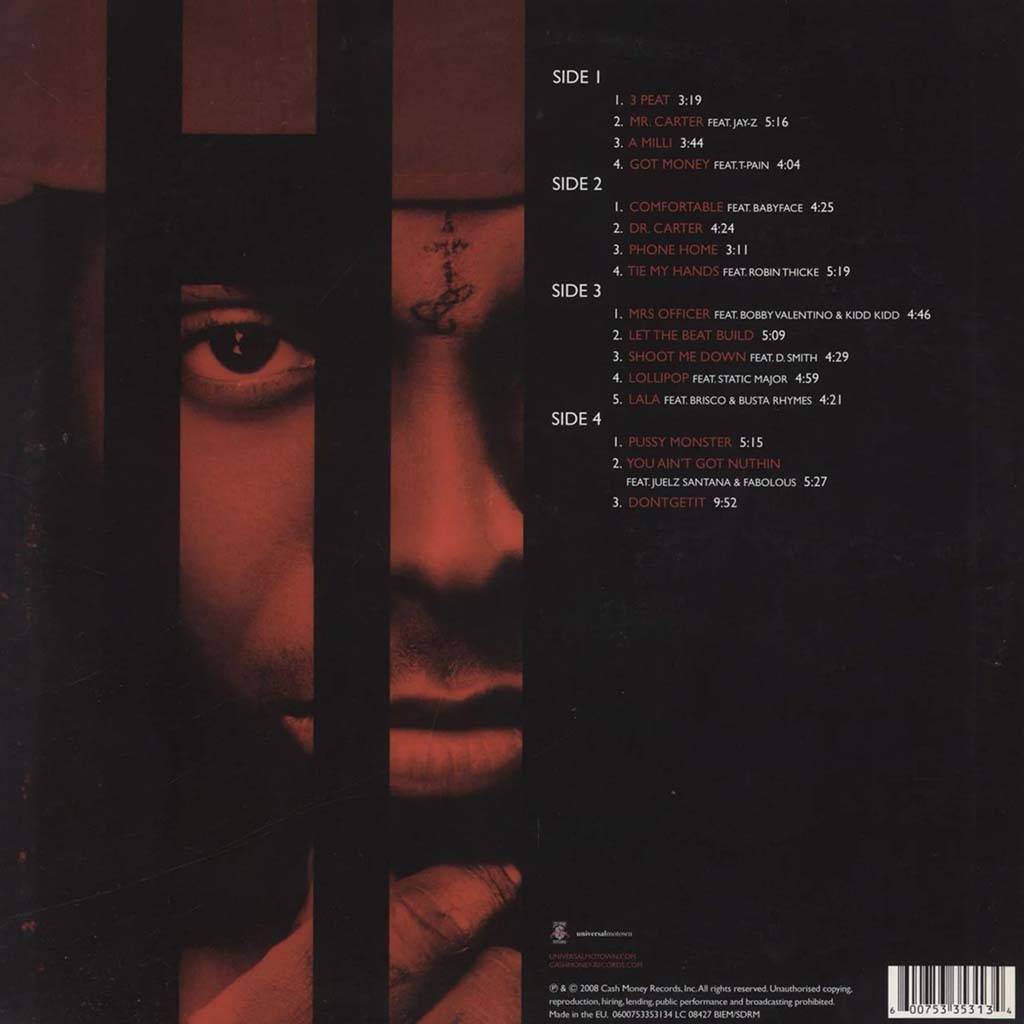 SIDE 1
1. 3 PEAT 3:19
2. MR. CARTER FEAT. JAY-Z 5:16
3. A MILLI 3:44
4. GOT MONEY FEAT. T-PAIN 4:04
SIDE 2
1. COMFORTABLE FEAT. BABYFACE 4:25
2. DR. CARTER 4:24
3. PHONE HOME 3:11
4. TIE MY HANDS FEAT. ROBIN THICKE 5:19
SIDE 3
1. MRS OFFICER FEAT. BOBBY VALENTINO & KIDD KIDD 4:46
2. LET THE BEAT BUILD 5:09
3. SHOOT ME DOWN FEAT. D. SMITH 4:29
4. LOLLIPOP FEAT. STATIC MAJOR 4:59
5. LALA FEAT. BRISCO & BUSTA RHYMES 4:21
SIDE 4
1. PUSSY MONSTER 5:15
2. YOU AIN'T GOT NUTHIN
FEAT. JUELZ SANTANA & FABOLOUS 5:27
3. DONTGETIT 9:52
universalmotown
UNIVERSALMOTOWN.COM
CASHMONEY-RECORDS.COM
℗ & © 2008 Cash Money Records, Inc. All rights reserved. Unauthorised copying,
reproduction, hiring, lending, public performance and broadcasting prohibited.
Made in the EU. 0600753353134 LC 08427 BIEM/SDRM
6 00753 35313 4